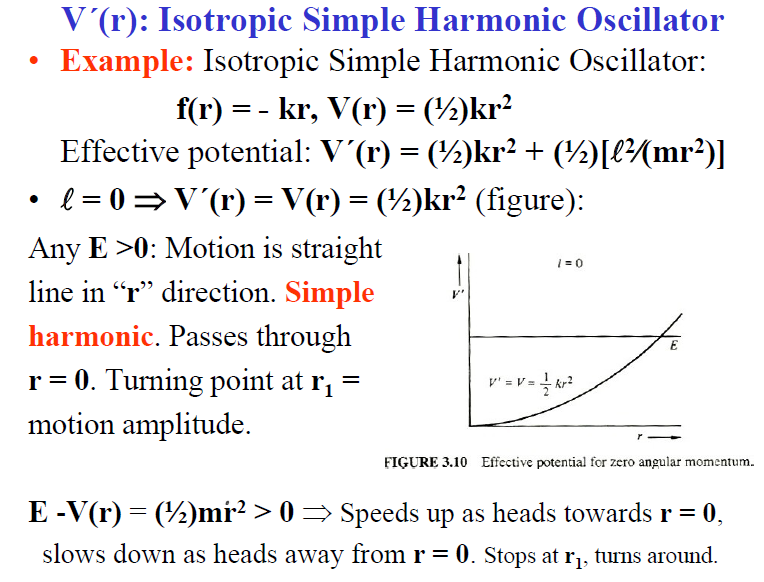 V´(r): Isotropic Simple Harmonic Oscillator
• Example: Isotropic Simple Harmonic Oscillator:
f(r) = - kr, V(r) = (½)kr²
Effective potential: V´(r) = (½)kr² + (½)[ℓ²⁄(mr²)]
• ℓ = 0 ⇒ V´(r) = V(r) = (½)kr² (figure):
Any E >0: Motion is straight
line in “r” direction. Simple
harmonic. Passes through
r = 0. Turning point at r₁ =
motion amplitude.
l = 0
V'
E
V' = V = 1/2 kr²
r
FIGURE 3.10 Effective potential for zero angular momentum.
E -V(r) = (½)mṙ² > 0 ⇒ Speeds up as heads towards r = 0,
slows down as heads away from r = 0. Stops at r₁, turns around.